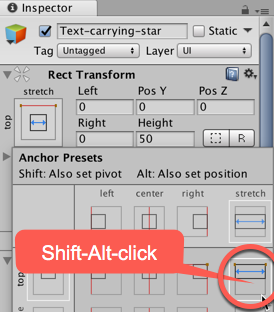 Inspector
Text-carrying-star
Static
Tag Untagged Layer UI
Rect Transform
stretch Left Pos Y Pos Z
0 0 0
top
Right Height
0 50 R
Anchor Presets
Shift: Also set pivot Alt: Also set position
left center right stretch
Shift-Alt-click
top